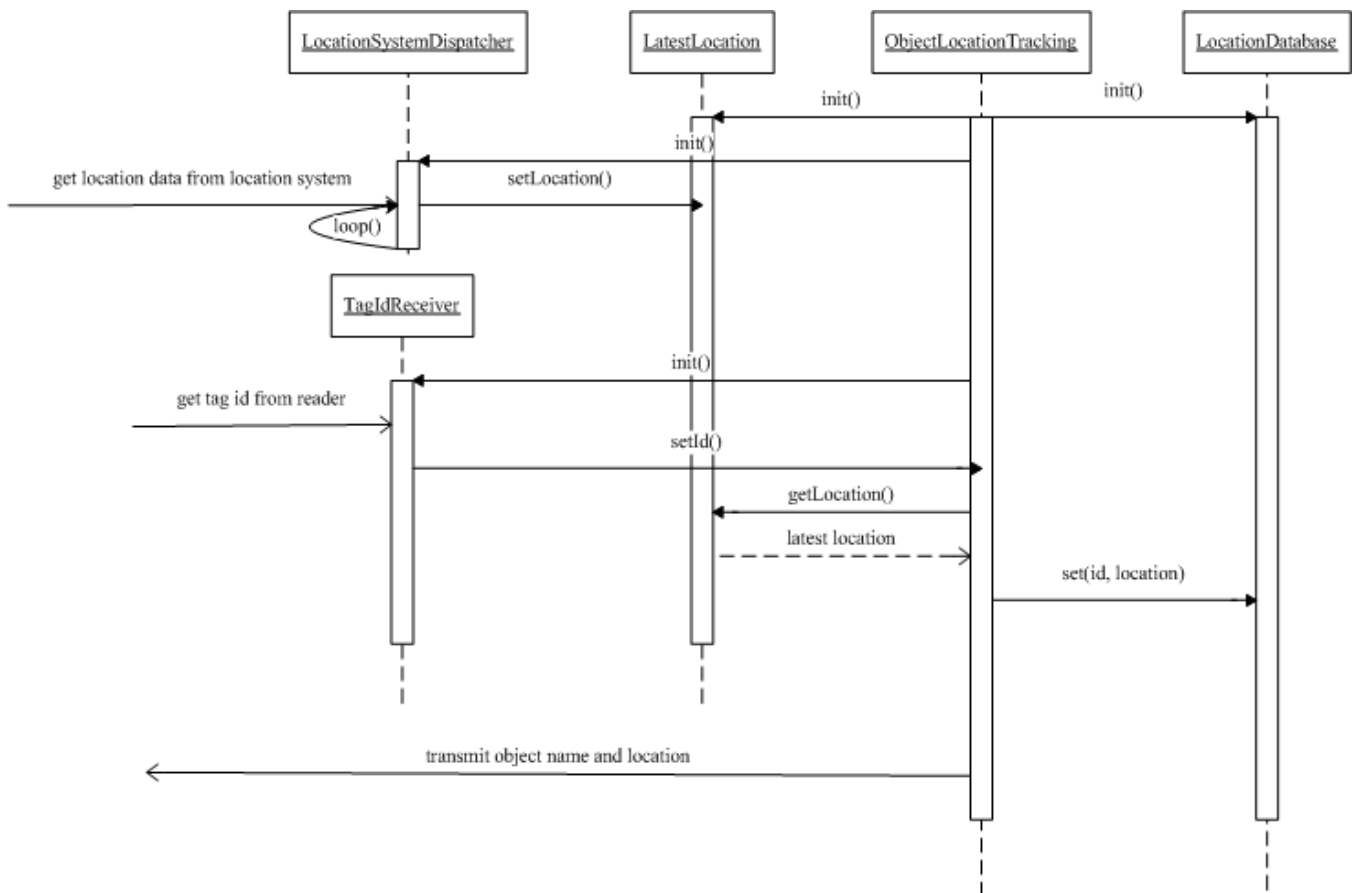 LocationSystemDispatcher
LatestLocation
ObjectLocationTracking
LocationDatabase
init()
init()
init()
get location data from location system
setLocation()
loop()
TagIdReceiver
init()
get tag id from reader
setId()
getLocation()
latest location
set(id, location)
transmit object name and location